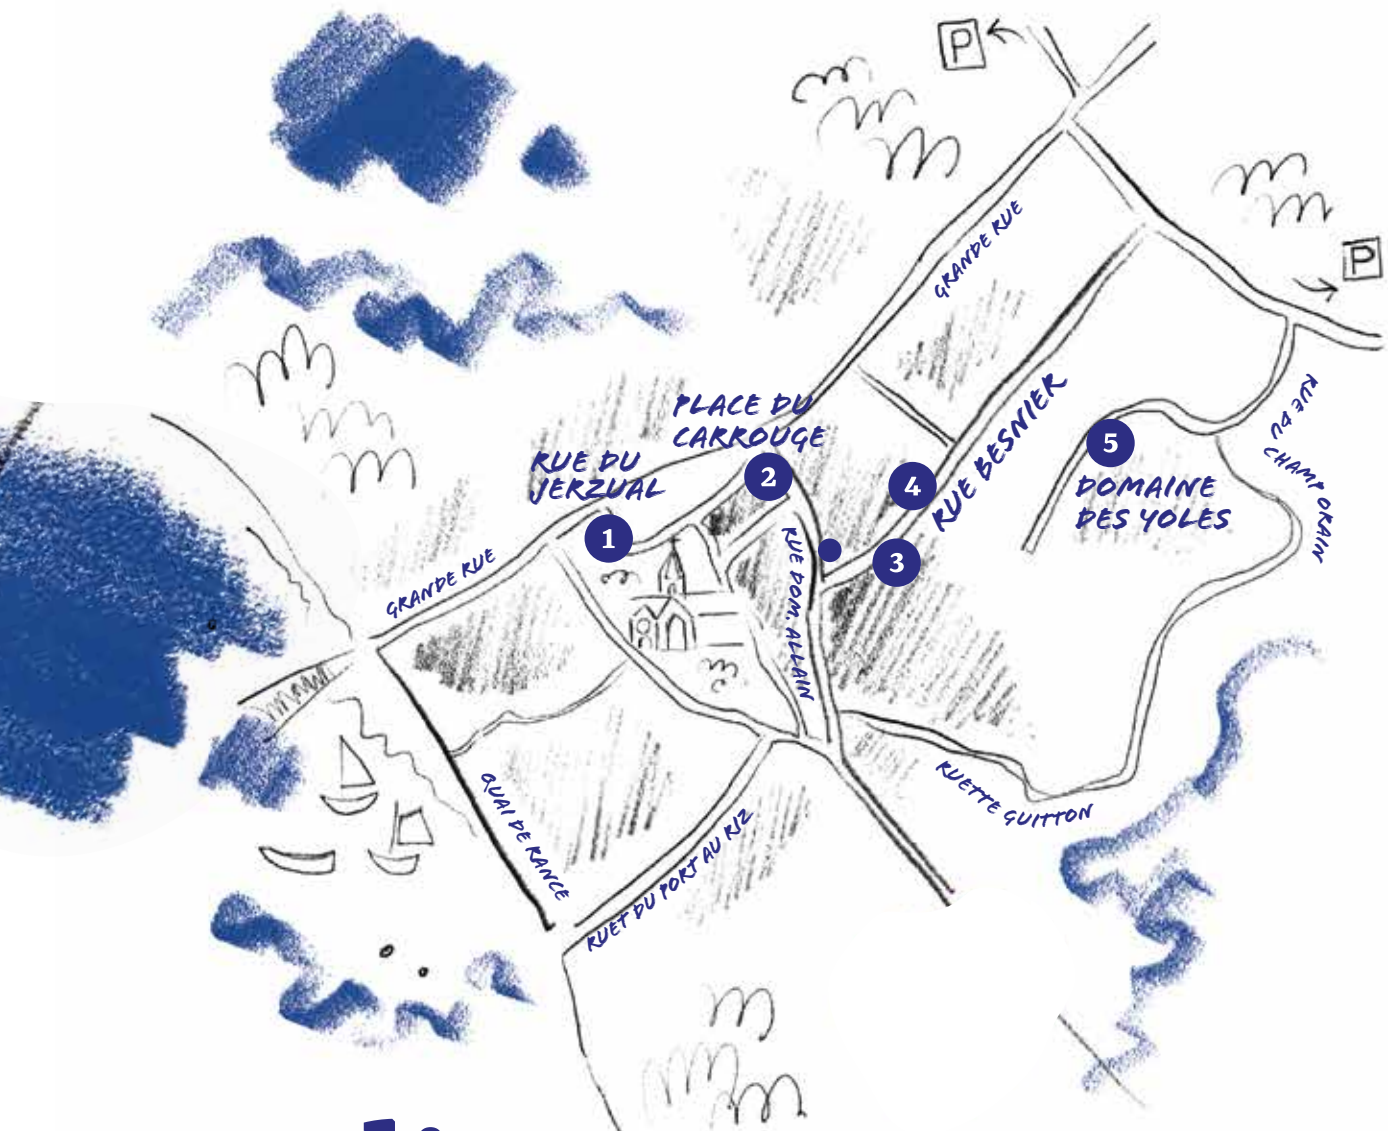 P
P
GRANDE RUE
PLACE DU
CARROUGE
RUE DU
JERZUAL
2
1
4
RUE BESNIER
5
DOMAINE
DES YOLES
RUE DU CHAMP ORAIN
3
GRANDE RUE
RUE DOM. ALLAIN
QUAI DE RANCE
RUET DU PORT AU RIZ
RUETTE GUITTON